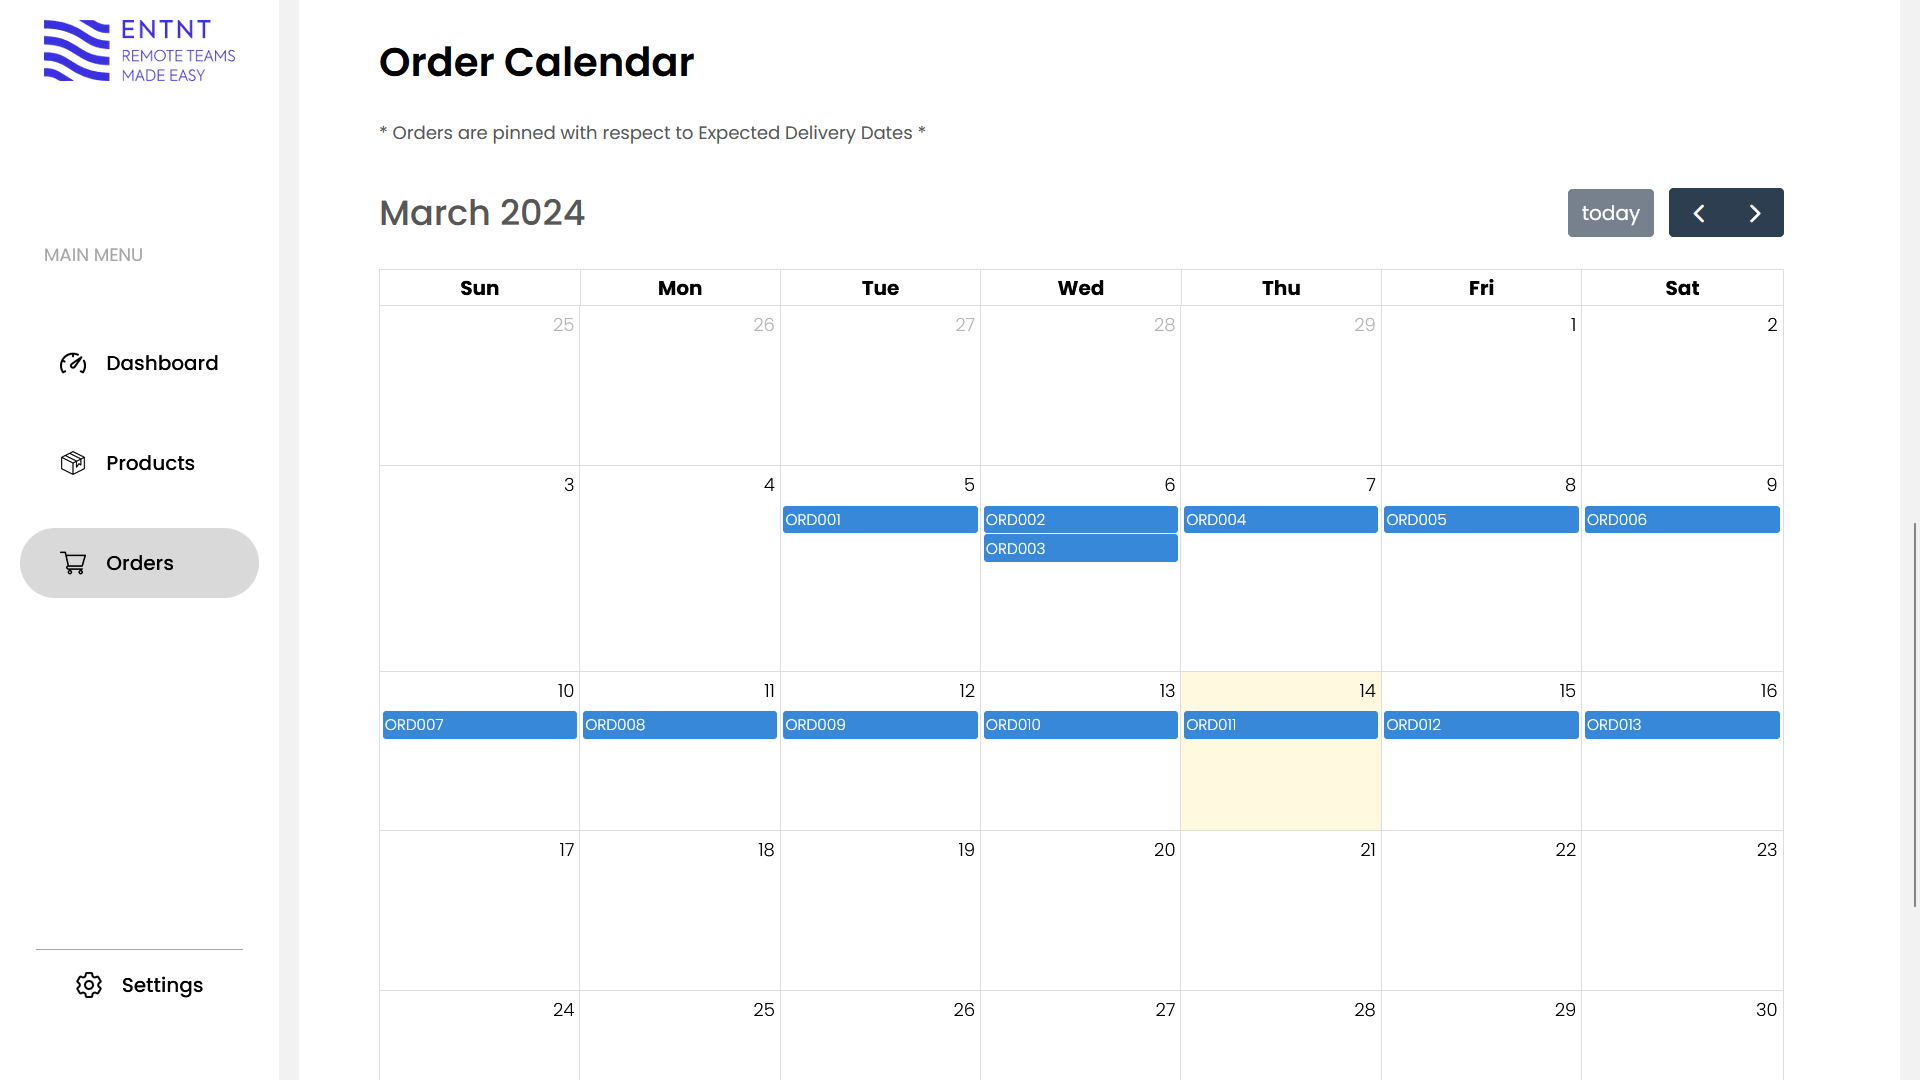 ENTNT
REMOTE TEAMS
MADE EASY
MAIN MENU
Dashboard
Products
Orders
Settings
Order Calendar
* Orders are pinned with respect to Expected Delivery Dates *
March 2024
today
Sun Mon Tue Wed Thu Fri Sat
25 26 27 28 29 1 2
3 4 5 6 7 8 9
ORD001 ORD002 ORD004 ORD005 ORD006
ORD003
10 11 12 13 14 15 16
ORD007 ORD008 ORD009 ORD010 ORD011 ORD012 ORD013
17 18 19 20 21 22 23
24 25 26 27 28 29 30